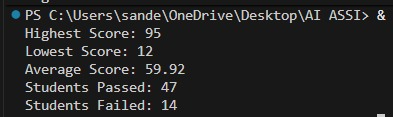 PS C:\Users\sande\OneDrive\Desktop\AI ASSI> &
Highest Score: 95
Lowest Score: 12
Average Score: 59.92
Students Passed: 47
Students Failed: 14